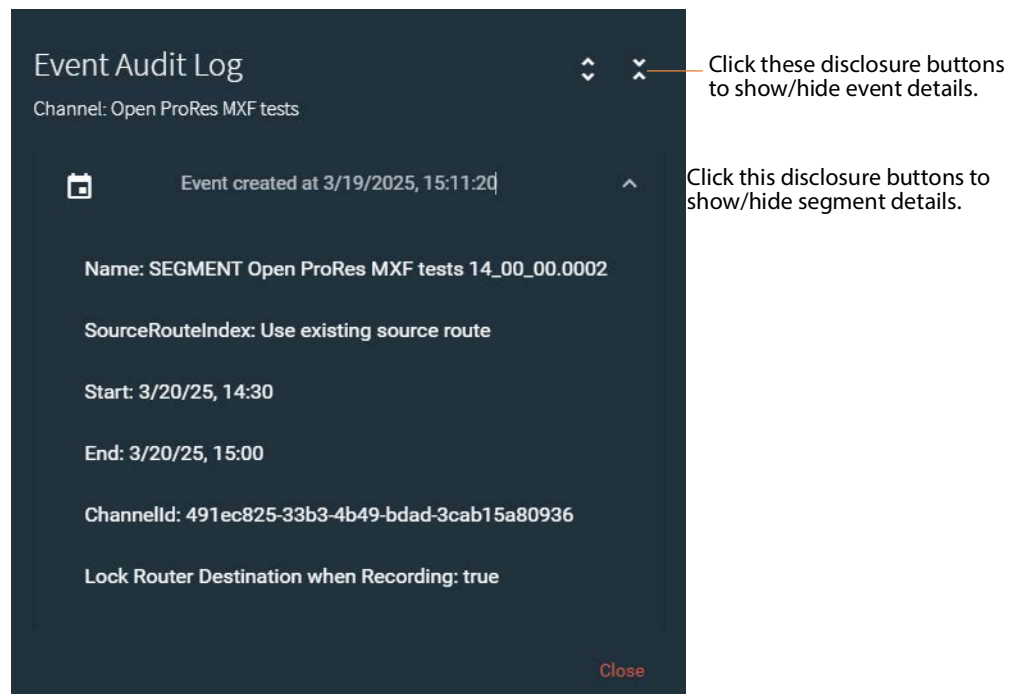 Event Audit Log
Click these disclosure buttons
to show/hide event details.
Channel: Open ProRes MXF tests
Event created at 3/19/2025, 15:11:20
Click this disclosure buttons to
show/hide segment details.
Name: SEGMENT Open ProRes MXF tests 14_00_00.0002
SourceRouteIndex: Use existing source route
Start: 3/20/25, 14:30
End: 3/20/25, 15:00
ChannelId: 491ec825-33b3-4b49-bdad-3cab15a80936
Lock Router Destination when Recording: true
Close